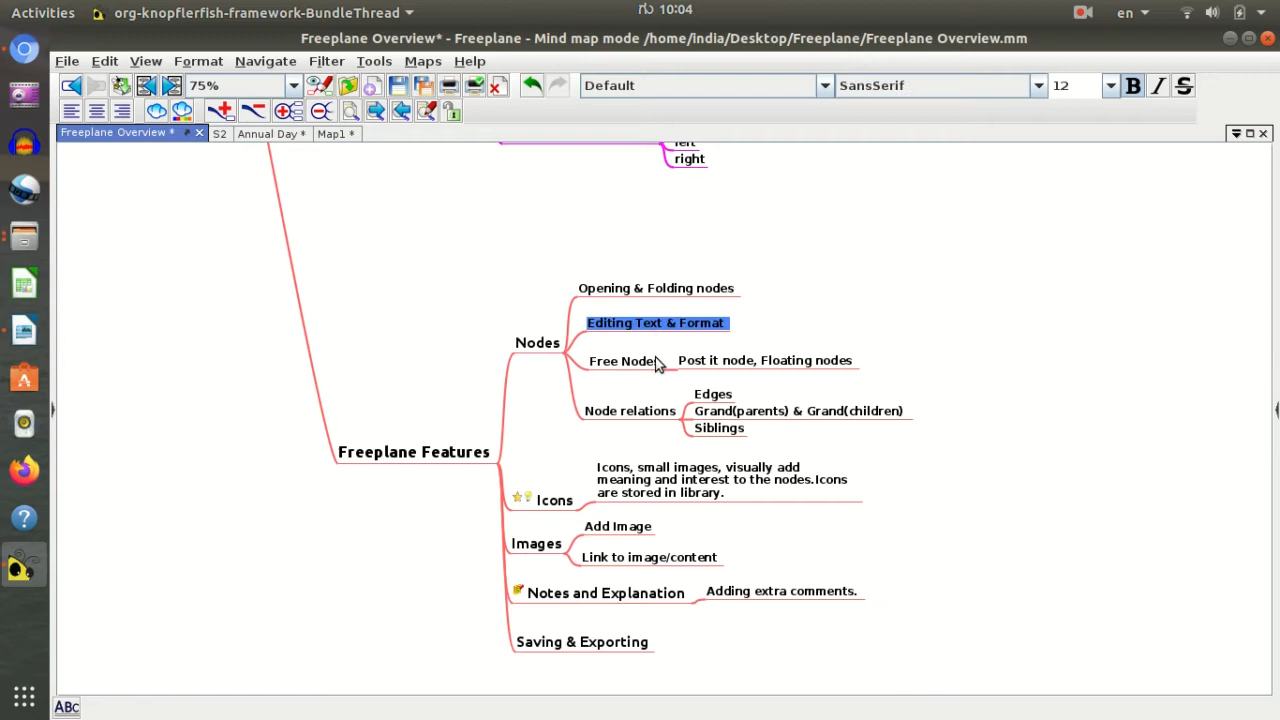 Activities
org-knopflerfish-framework-BundleThread
რს 10:04
en
Freeplane Overview* - Freeplane - Mind map mode /home/india/Desktop/Freeplane/Freeplane Overview.mm
File Edit View Format Navigate Filter Tools Maps Help
75%
Default
SansSerif
12
B I S
Freeplane Overview *
S2
Annual Day *
Map1 *
left
right
Opening & Folding nodes
Editing Text & Format
Nodes
Free Nodes
Post it node, Floating nodes
Edges
Node relations
Grand(parents) & Grand(children)
Siblings
Freeplane Features
Icons, small images, visually add
meaning and interest to the nodes.Icons
are stored in library.
Icons
Add Image
Images
Link to image/content
Notes and Explanation
Adding extra comments.
Saving & Exporting
ABC